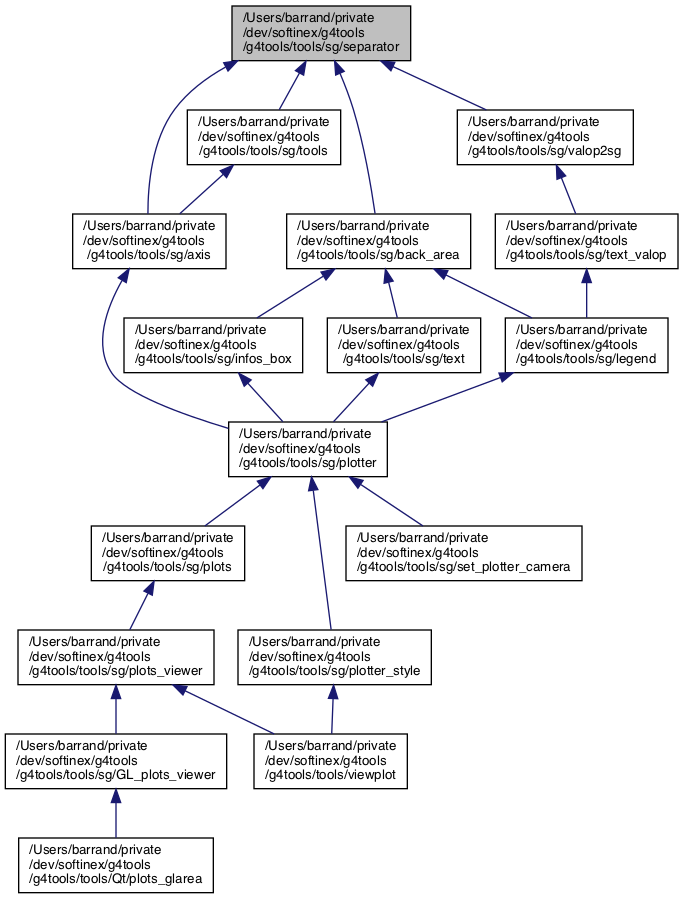 /Users/barrand/private
/dev/softinex/g4tools
/g4tools/tools/sg/separator
/Users/barrand/private
/dev/softinex/g4tools
/g4tools/tools/sg/tools
/Users/barrand/private
/dev/softinex/g4tools
/g4tools/tools/sg/valop2sg
/Users/barrand/private
/dev/softinex/g4tools
/g4tools/tools/sg/axis
/Users/barrand/private
/dev/softinex/g4tools
/g4tools/tools/sg/back_area
/Users/barrand/private
/dev/softinex/g4tools
/g4tools/tools/sg/text_valop
/Users/barrand/private
/dev/softinex/g4tools
/g4tools/tools/sg/infos_box
/Users/barrand/private
/dev/softinex/g4tools
/g4tools/tools/sg/text
/Users/barrand/private
/dev/softinex/g4tools
/g4tools/tools/sg/legend
/Users/barrand/private
/dev/softinex/g4tools
/g4tools/tools/sg/plotter
/Users/barrand/private
/dev/softinex/g4tools
/g4tools/tools/sg/plots
/Users/barrand/private
/dev/softinex/g4tools
/g4tools/tools/sg/set_plotter_camera
/Users/barrand/private
/dev/softinex/g4tools
/g4tools/tools/sg/plots_viewer
/Users/barrand/private
/dev/softinex/g4tools
/g4tools/tools/sg/plotter_style
/Users/barrand/private
/dev/softinex/g4tools
/g4tools/tools/sg/GL_plots_viewer
/Users/barrand/private
/dev/softinex/g4tools
/g4tools/tools/viewplot
/Users/barrand/private
/dev/softinex/g4tools
/g4tools/tools/Qt/plots_glarea